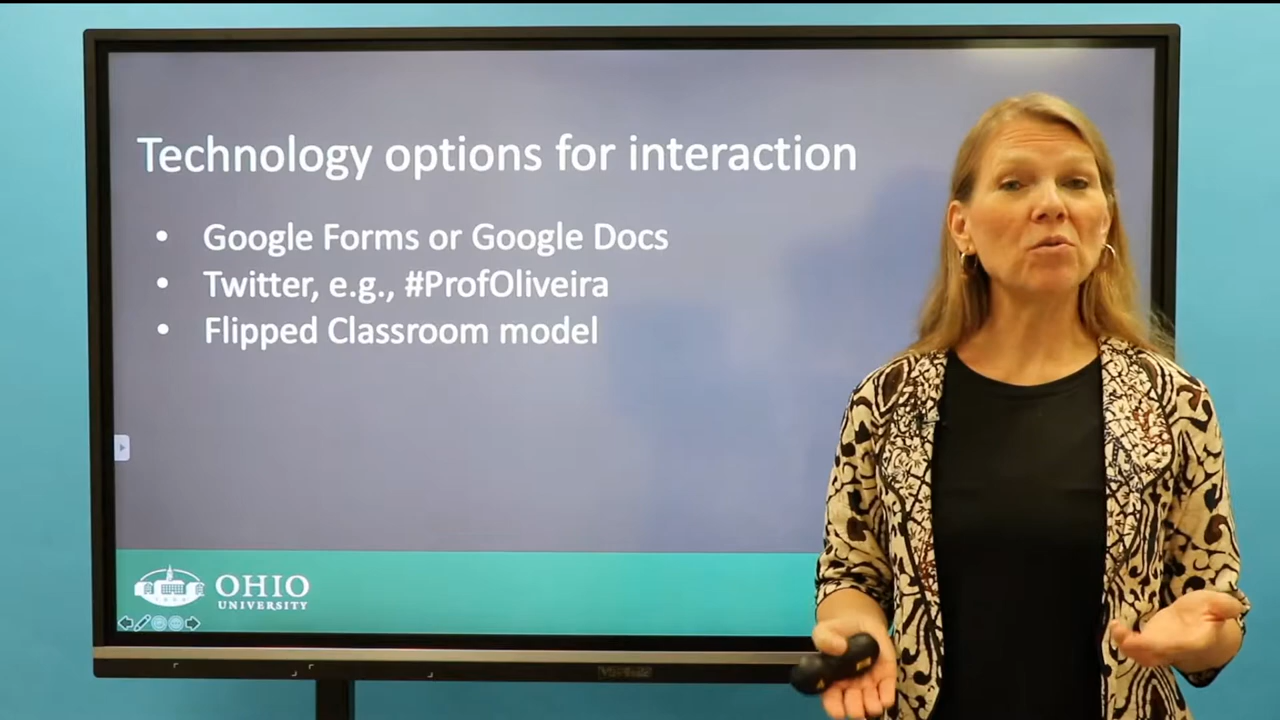 Technology options for interaction
• Google Forms or Google Docs
• Twitter, e.g., #ProfOliveira
• Flipped Classroom model
OHIO
UNIVERSITY